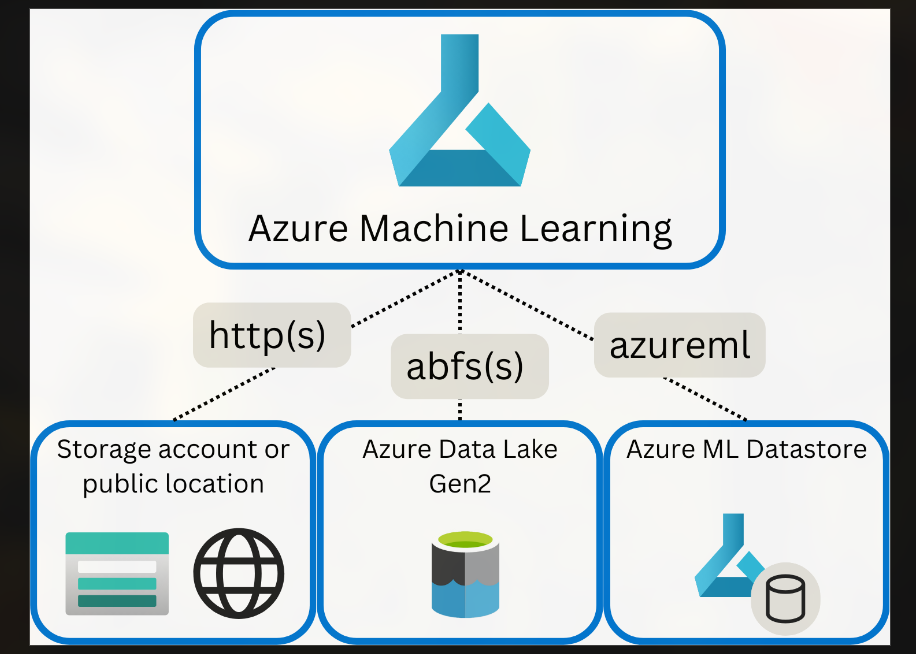 Azure Machine Learning
http(s)
abfs(s)
azureml
Storage account or
public location
Azure Data Lake
Gen2
Azure ML Datastore